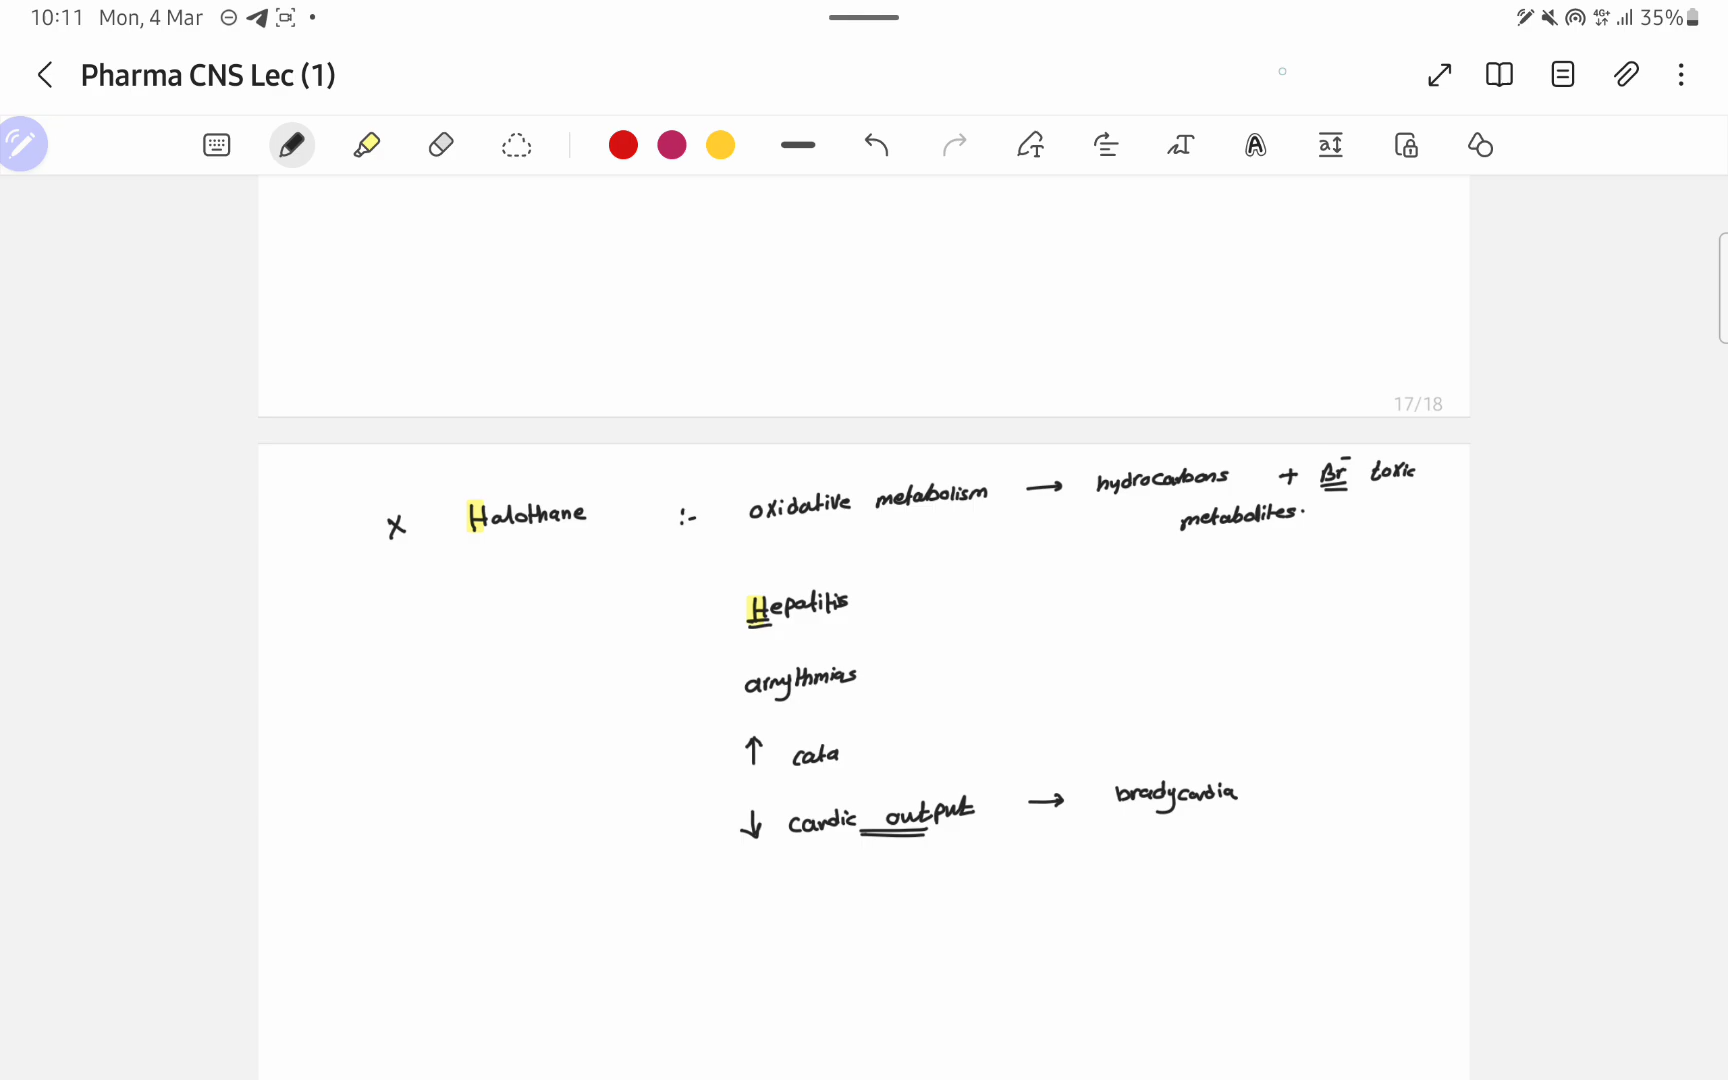 10:11 Mon, 4 Mar 4G+ 35%
Pharma CNS Lec (1)
17/18
x Halothane :- oxidative metabolism → hydrocarbons + Br⁻ toxic
metabolites.
Hepatitis
arrythmias
↑ cata
↓ cardic output → bradycardia